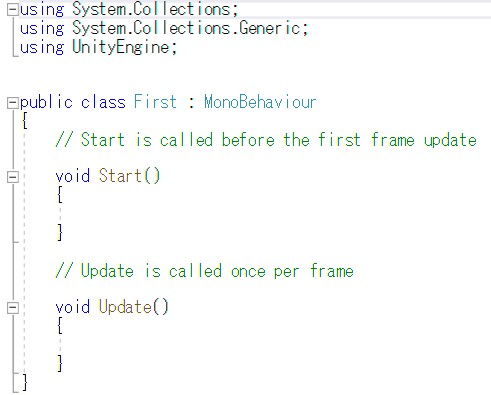 using System.Collections;
using System.Collections.Generic;
using UnityEngine;
public class First : MonoBehaviour
{
// Start is called before the first frame update
void Start()
{
}
// Update is called once per frame
void Update()
{
}
}